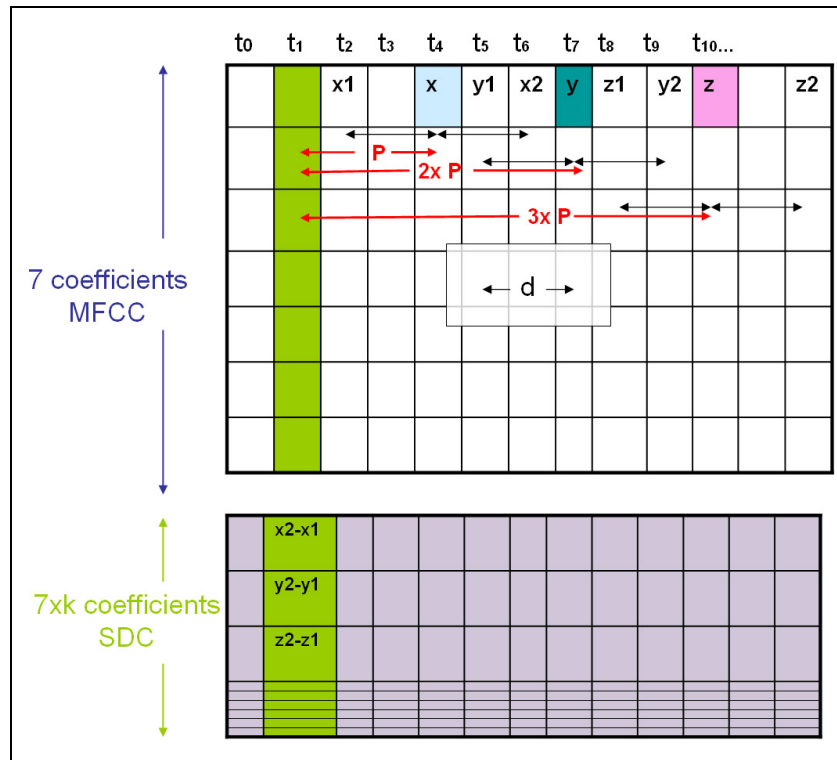 t0 t1 t2 t3 t4 t5 t6 t7 t8 t9 t10...
x1 x y1 x2 y z1 y2 z z2
P
2x P
3x P
d
7 coefficients
MFCC
x2-x1
y2-y1
z2-z1
7xk coefficients
SDC